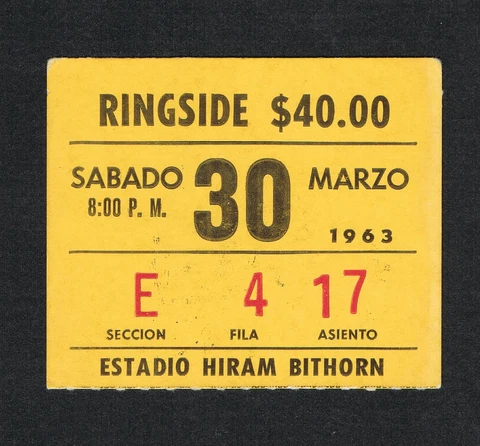 RINGSIDE $40.00
SABADO 30 MARZO
8:00 P. M.
1963
E 4 17
SECCION FILA ASIENTO
ESTADIO HIRAM BITHORN